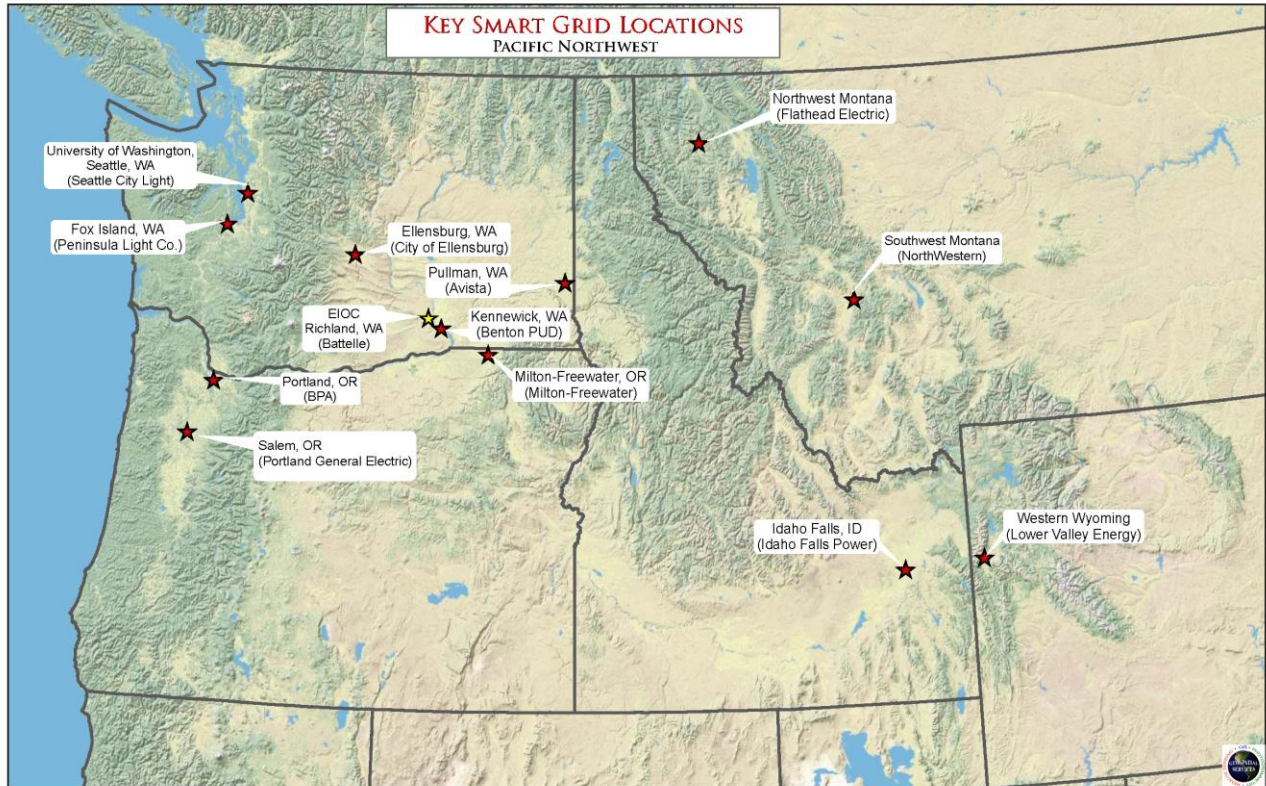 KEY SMART GRID LOCATIONS
PACIFIC NORTHWEST
Northwest Montana
(Flathead Electric)
University of Washington,
Seattle, WA
(Seattle City Light)
Fox Island, WA
(Peninsula Light Co.)
Ellensburg, WA
(City of Ellensburg)
Pullman, WA
(Avista)
Southwest Montana
(NorthWestern)
EIOC
Richland, WA
(Battelle)
Kennewick, WA
(Benton PUD)
Milton-Freewater, OR
(Milton-Freewater)
Portland, OR
(BPA)
Salem, OR
(Portland General Electric)
Idaho Falls, ID
(Idaho Falls Power)
Western Wyoming
(Lower Valley Energy)
GEOSPATIAL
SERVICES